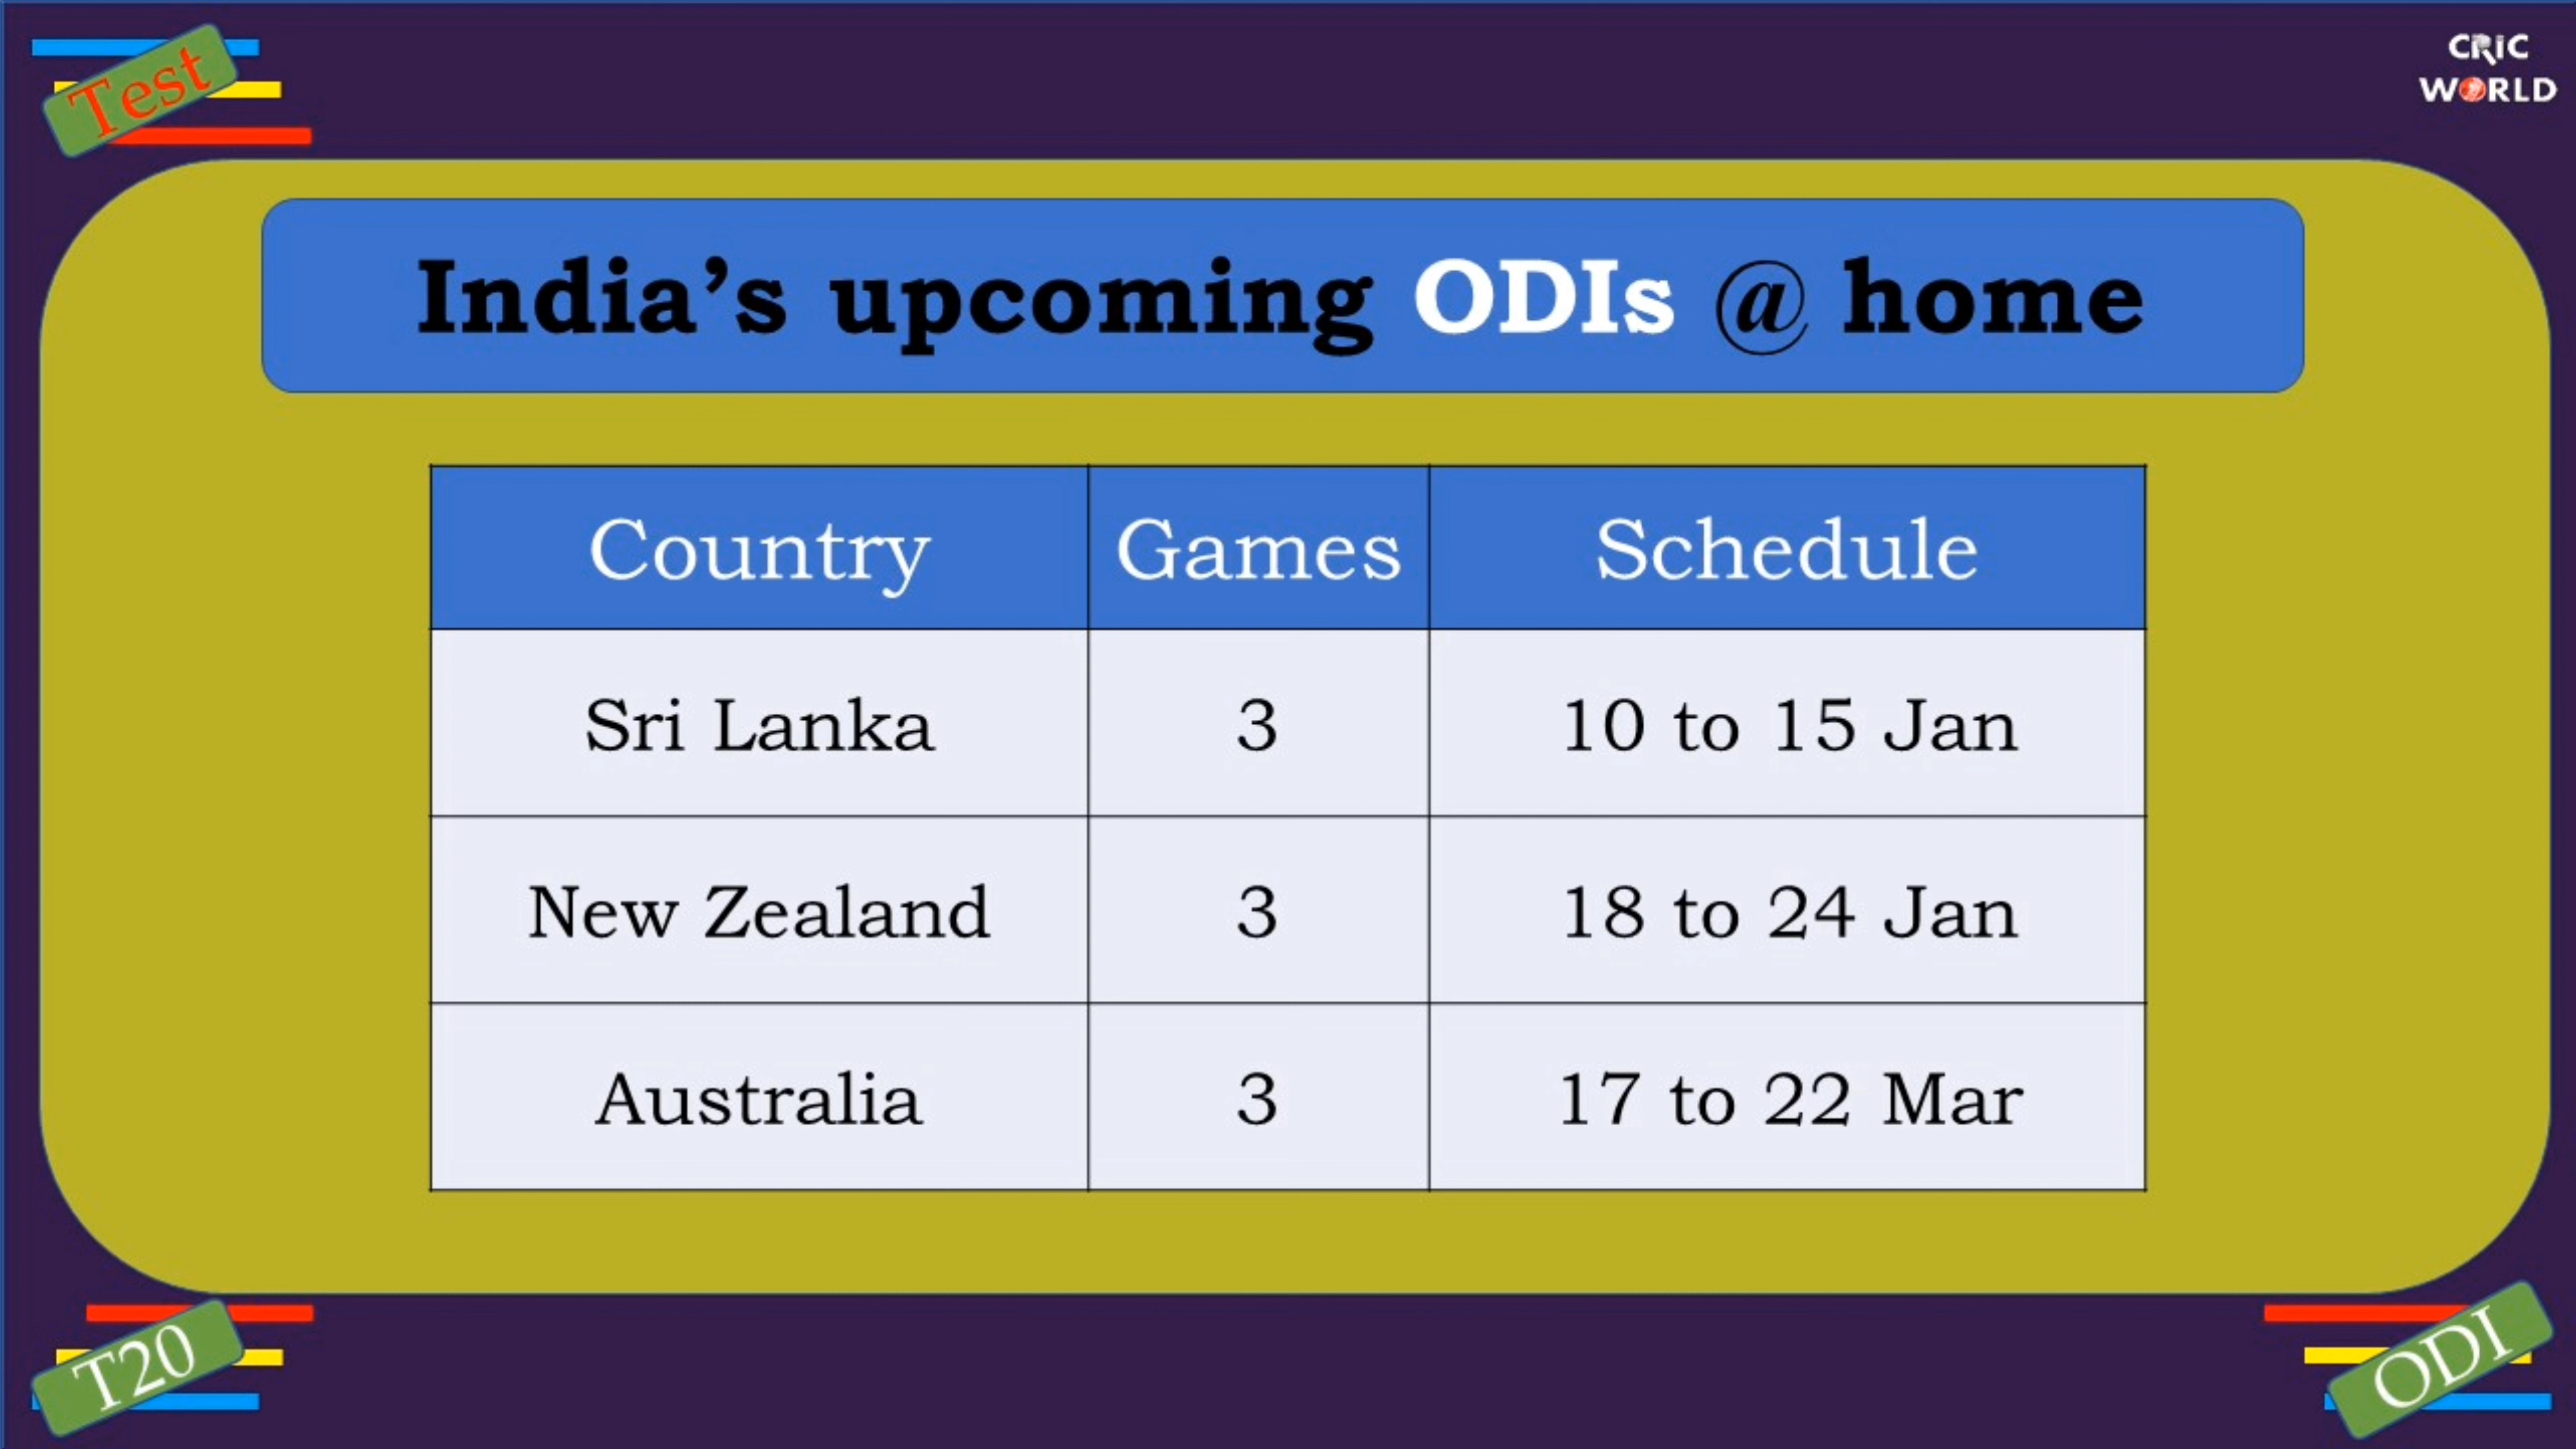 Test
CRiC
WORLD
India's upcoming ODIs @ home
Country Games Schedule
Sri Lanka 3 10 to 15 Jan
New Zealand 3 18 to 24 Jan
Australia 3 17 to 22 Mar
T20
ODI